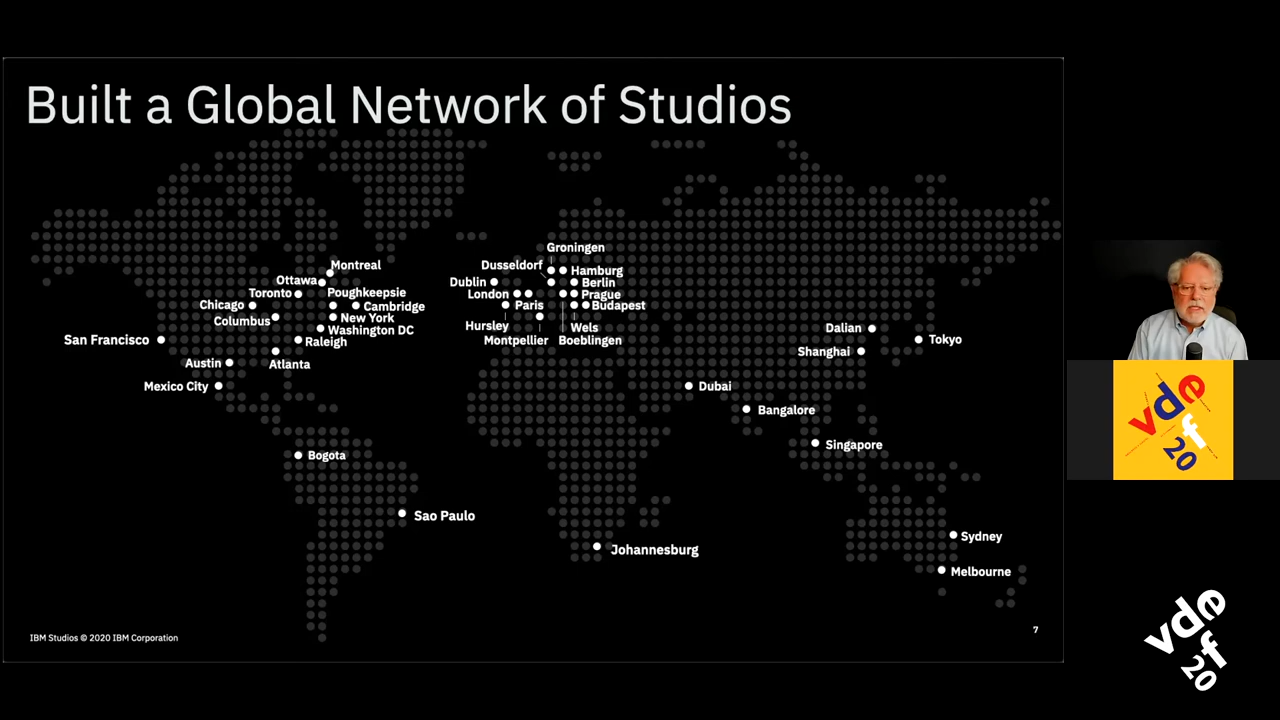 Built a Global Network of Studios
Groningen
Montreal
Dusseldorf
Hamburg
Ottawa
Dublin
Berlin
Toronto
Poughkeepsie
London
Prague
Chicago
Cambridge
Paris
Budapest
Columbus
New York
Hursley
Wels
Washington DC
Dalian
San Francisco
Raleigh
Montpellier
Boeblingen
Tokyo
Shanghai
Austin
Atlanta
Mexico City
Dubai
Bangalore
Singapore
Bogota
Sao Paulo
Sydney
Johannesburg
Melbourne
IBM Studios © 2020 IBM Corporation
7
vdef
20
vdef
20